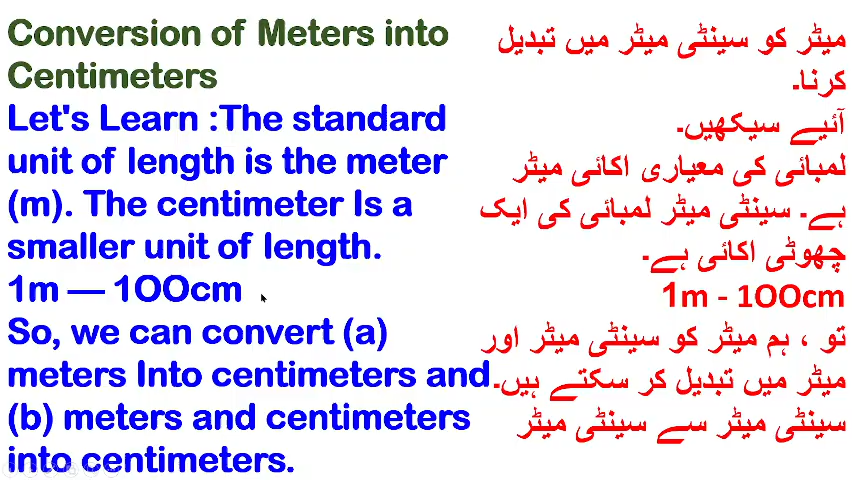 Conversion of Meters into
Centimeters
Let's Learn :The standard
unit of length is the meter
(m). The centimeter Is a
smaller unit of length.
1m — 1OOcm
So, we can convert (a)
meters Into centimeters and
(b) meters and centimeters
into centimeters.
میٹر کو سینٹی میٹر میں تبدیل
کرنا۔
آئیے سیکھیں۔
لمبائی کی معیاری اکائی میٹر
ہے۔ سینٹی میٹر لمبائی کی ایک
چھوٹی اکائی ہے۔
1m - 1OOcm
تو ، ہم میٹر کو سینٹی میٹر اور
میٹر میں تبدیل کر سکتے ہیں۔
سینٹی میٹر سے سینٹی میٹر